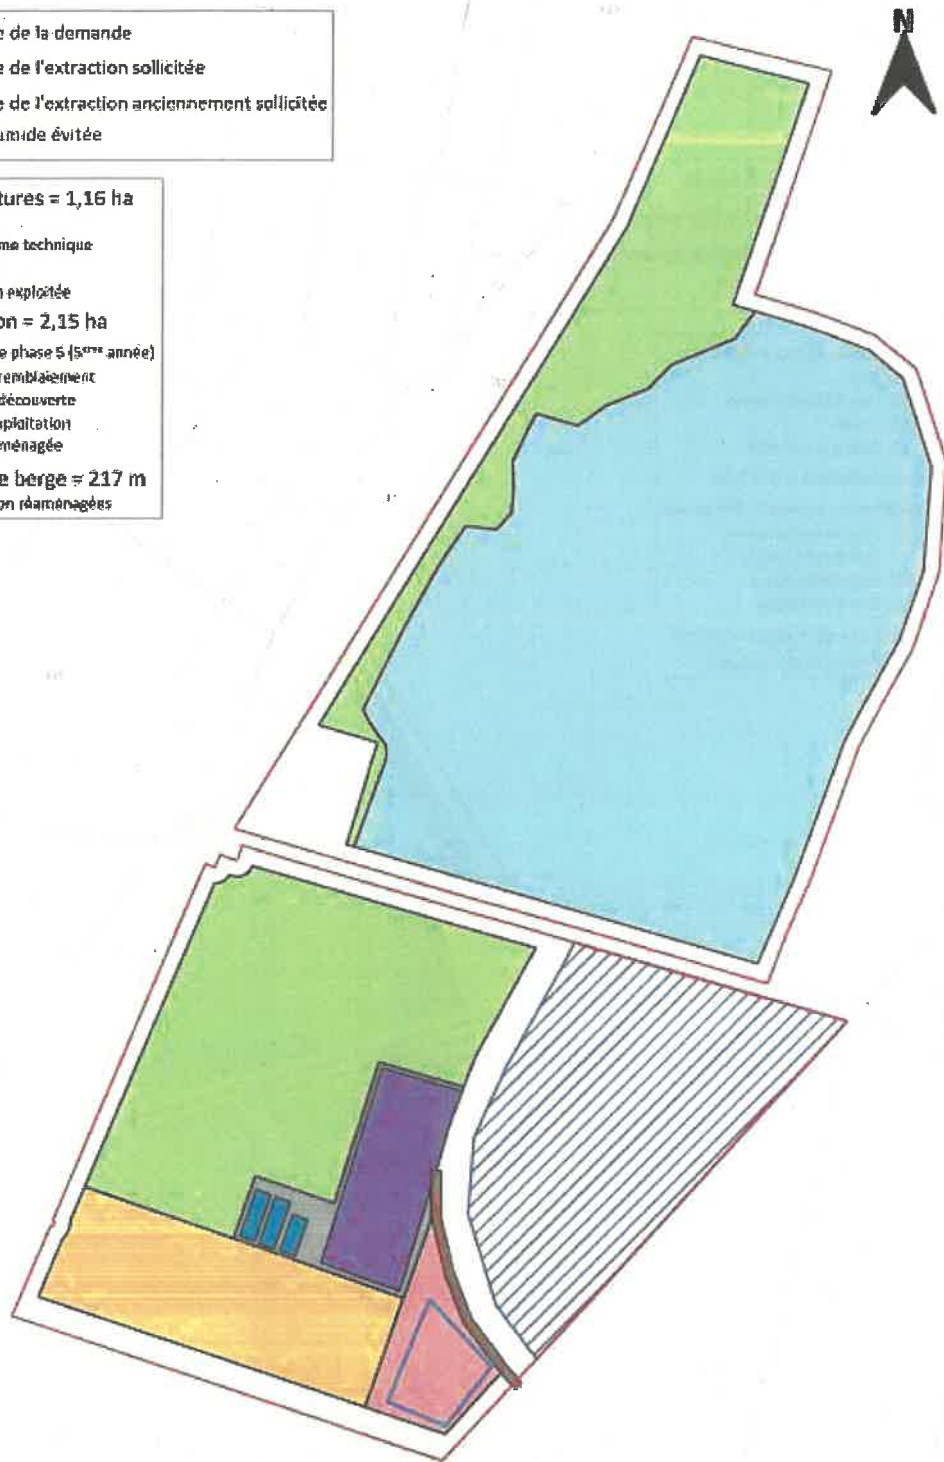 de la demande
de l'extraction sollicitée
de l'extraction anciennement sollicitée
umide évitée
N
tures = 1,16 ha
me technique
exploitée
on = 2,15 ha
phase 5 (5ème année)
remblaiement
découverte
xploitation
ménagée
e berge = 217 m
on réaménagées